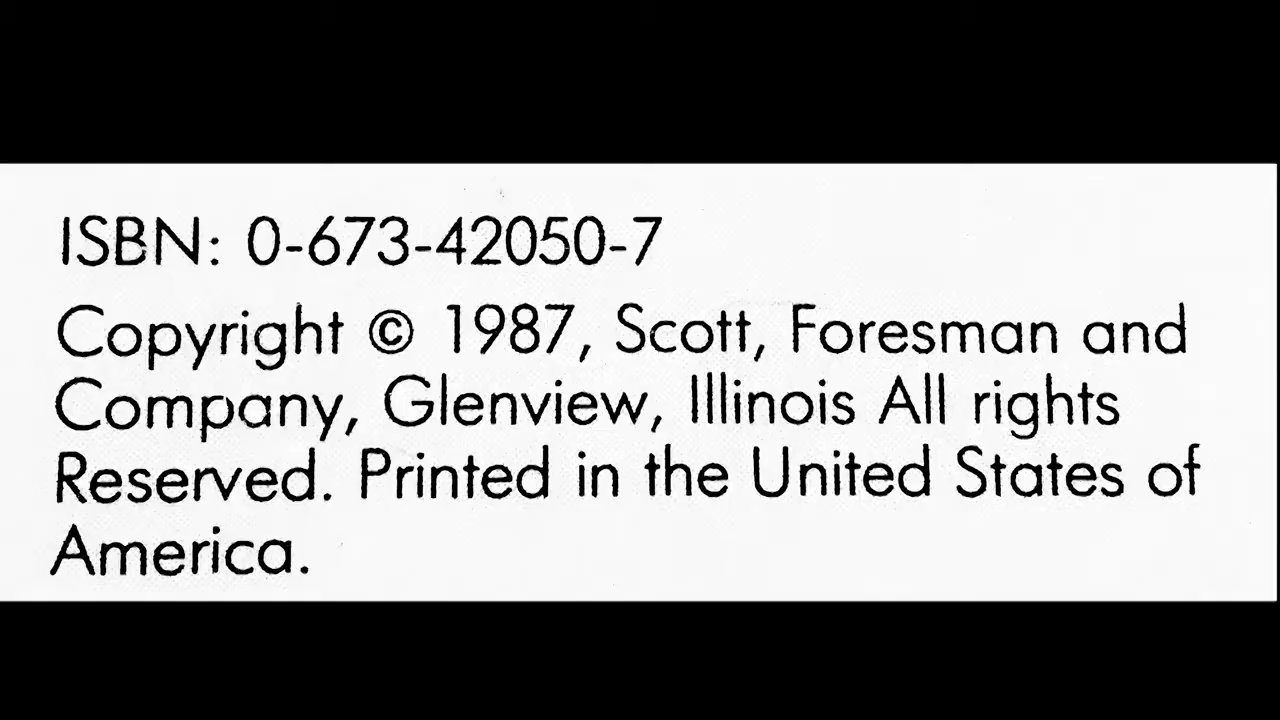 ISBN: 0-673-42050-7
Copyright © 1987, Scott, Foresman and
Company, Glenview, Illinois All rights
Reserved. Printed in the United States of
America.